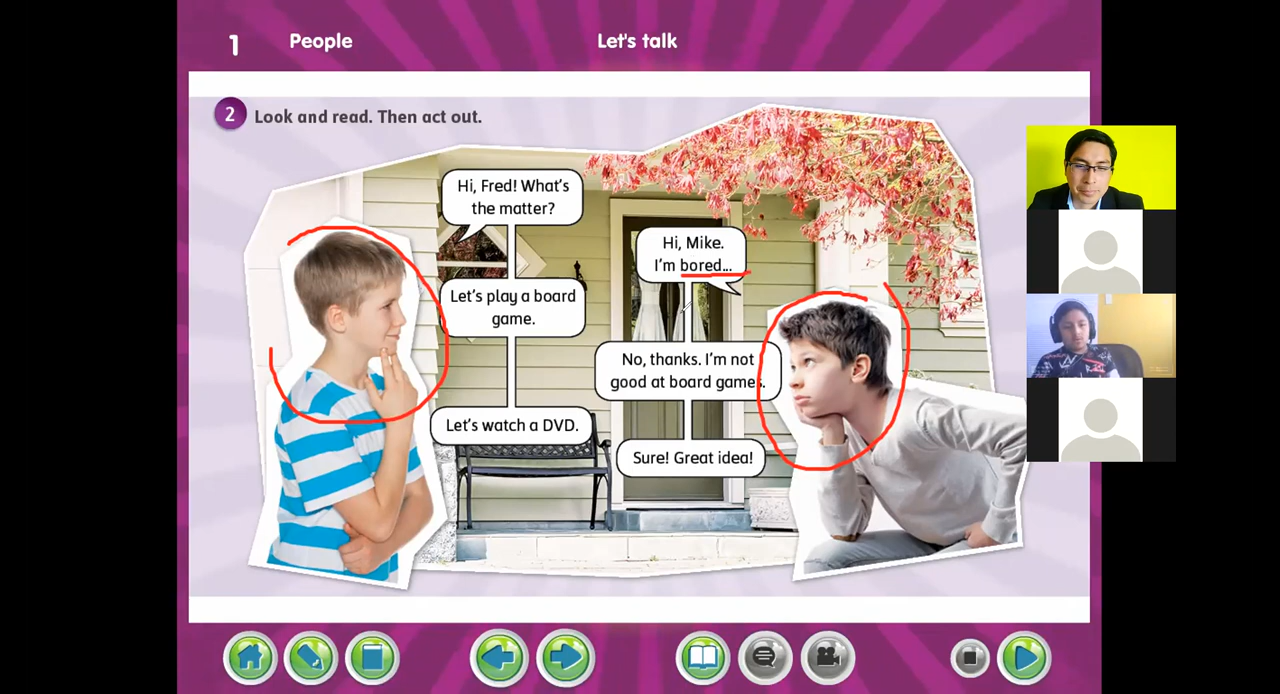 1 People Let's talk
2 Look and read. Then act out.
Hi, Fred! What's
the matter?
Hi, Mike.
I'm bored...
Let's play a board
game.
No, thanks. I'm not
good at board games.
Let's watch a DVD.
Sure! Great idea!